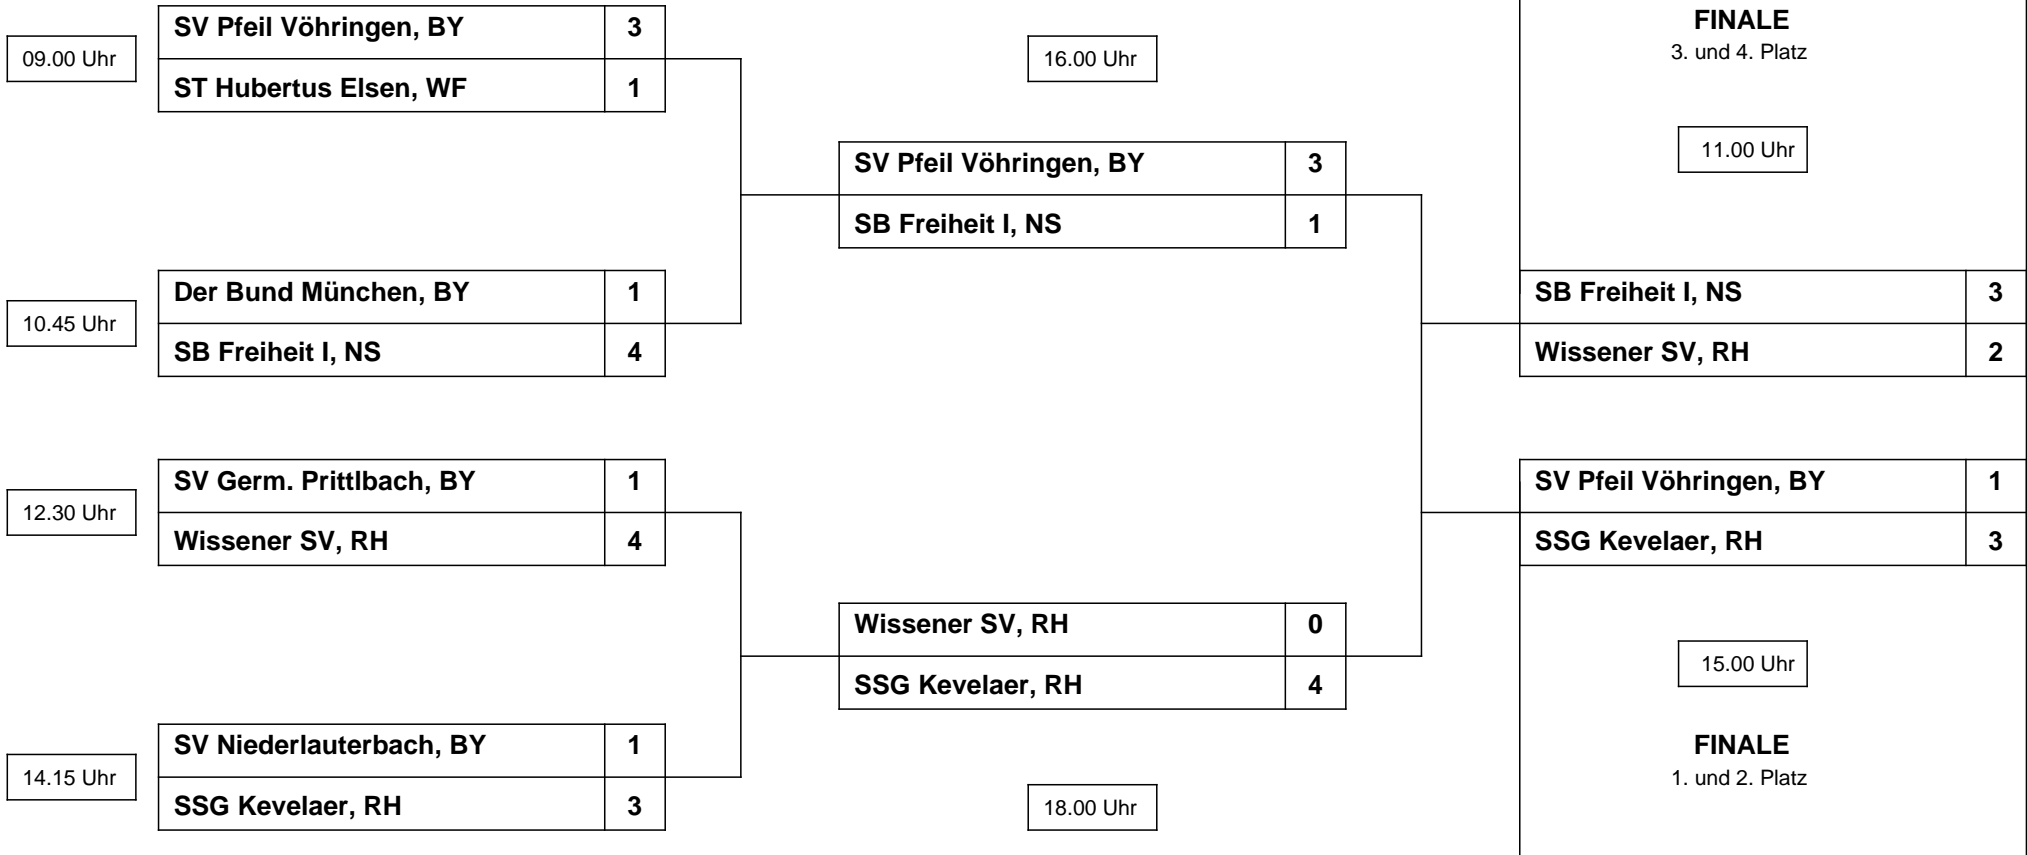 09.00 Uhr
SV Pfeil Vöhringen, BY 3
ST Hubertus Elsen, WF 1
10.45 Uhr
Der Bund München, BY 1
SB Freiheit I, NS 4
12.30 Uhr
SV Germ. Prittlbach, BY 1
Wissener SV, RH 4
14.15 Uhr
SV Niederlauterbach, BY 1
SSG Kevelaer, RH 3
16.00 Uhr
SV Pfeil Vöhringen, BY 3
SB Freiheit I, NS 1
Wissener SV, RH 0
SSG Kevelaer, RH 4
18.00 Uhr
FINALE
3. und 4. Platz
11.00 Uhr
SB Freiheit I, NS 3
Wissener SV, RH 2
SV Pfeil Vöhringen, BY 1
SSG Kevelaer, RH 3
15.00 Uhr
FINALE
1. und 2. Platz